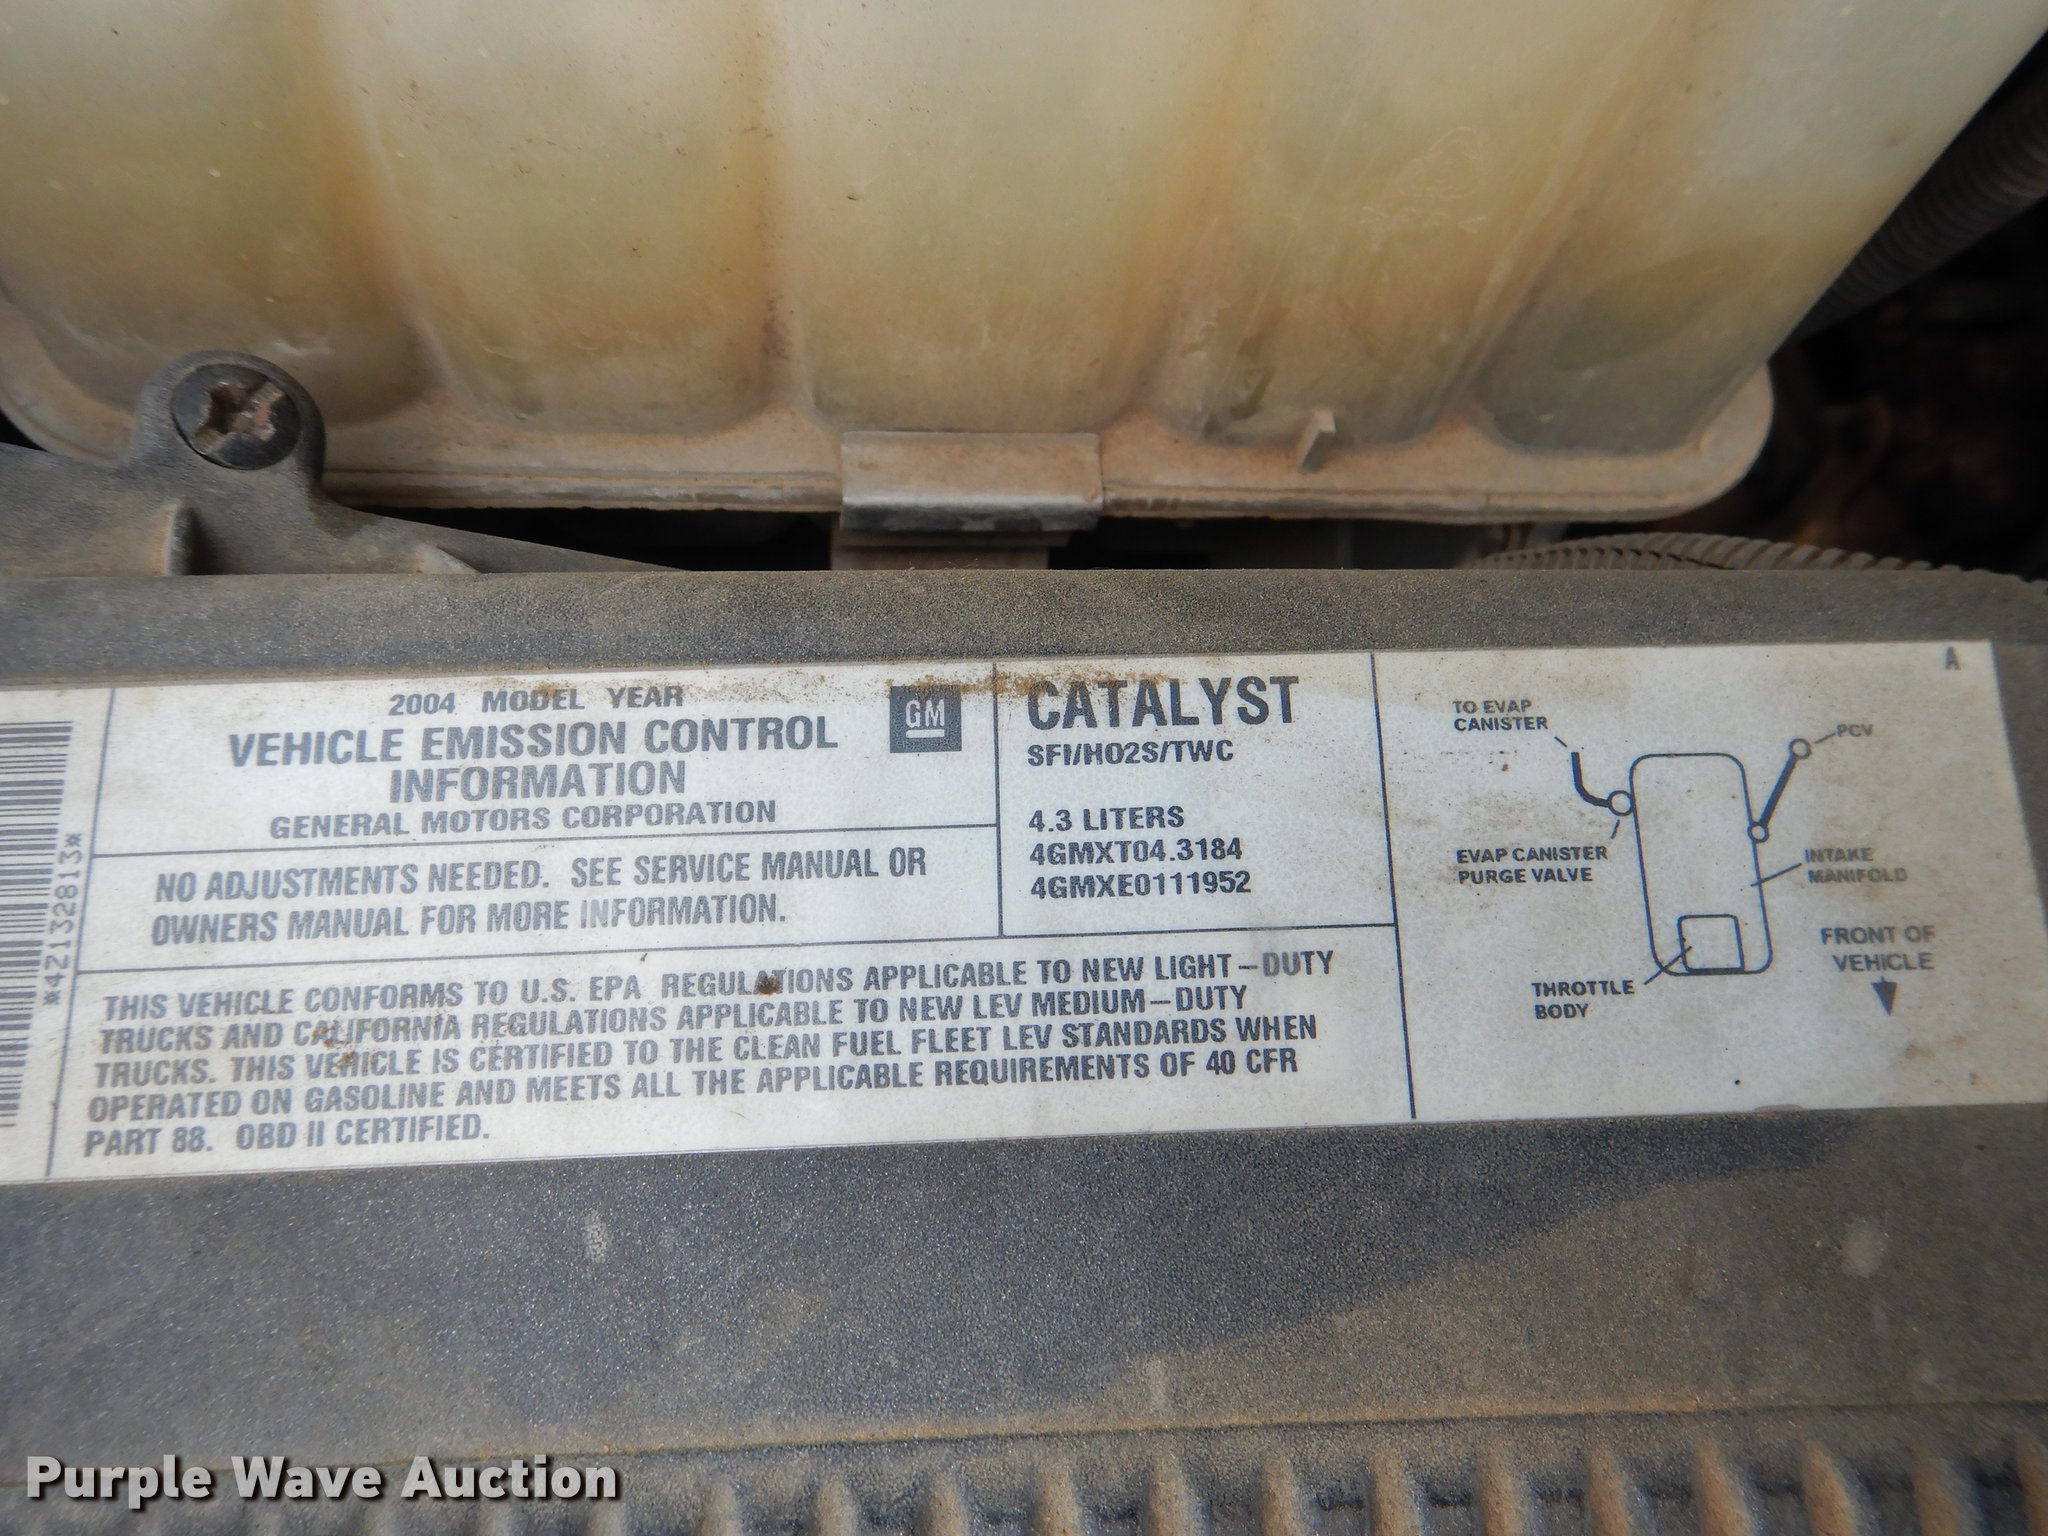 *42132813*
2004 MODEL YEAR
VEHICLE EMISSION CONTROL
INFORMATION
GENERAL MOTORS CORPORATION
GM
NO ADJUSTMENTS NEEDED. SEE SERVICE MANUAL OR
OWNERS MANUAL FOR MORE INFORMATION.
CATALYST
SFI/HO2S/TWC
4.3 LITERS
4GMXT04.3184
4GMXE0111952
THIS VEHICLE CONFORMS TO U.S. EPA REGULATIONS APPLICABLE TO NEW LIGHT-DUTY
TRUCKS AND CALIFORNIA REGULATIONS APPLICABLE TO NEW LEV MEDIUM-DUTY
TRUCKS. THIS VEHICLE IS CERTIFIED TO THE CLEAN FUEL FLEET LEV STANDARDS WHEN
OPERATED ON GASOLINE AND MEETS ALL THE APPLICABLE REQUIREMENTS OF 40 CFR
PART 88. OBD II CERTIFIED.
A
TO EVAP
CANISTER
PCV
EVAP CANISTER
PURGE VALVE
INTAKE
MANIFOLD
THROTTLE
BODY
FRONT OF
VEHICLE
Purple Wave Auction